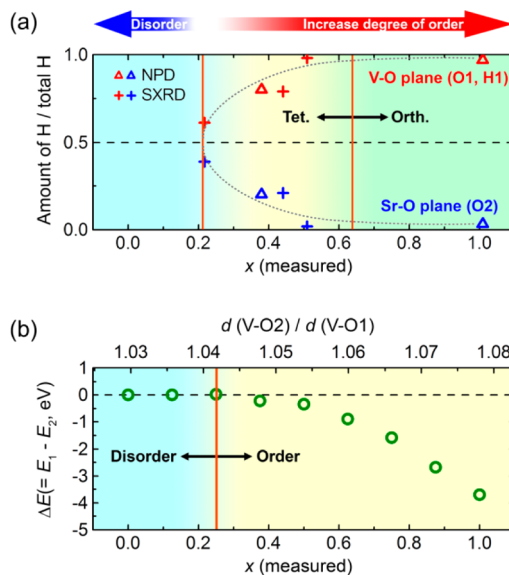 (a)
Disorder
Increase degree of order
Amount of H / total H
1.0
0.5
0.0
NPD
SXRD
V-O plane (O1, H1)
Tet.
Orth.
Sr-O plane (O2)
0.0 0.2 0.4 0.6 0.8 1.0
x (measured)
(b)
d (V-O2) / d (V-O1)
1.03 1.04 1.05 1.06 1.07 1.08
ΔE(= E₁ - E₂, eV)
1
0
-1
-2
-3
-4
-5
Disorder
Order
0.0 0.2 0.4 0.6 0.8 1.0
x (measured)